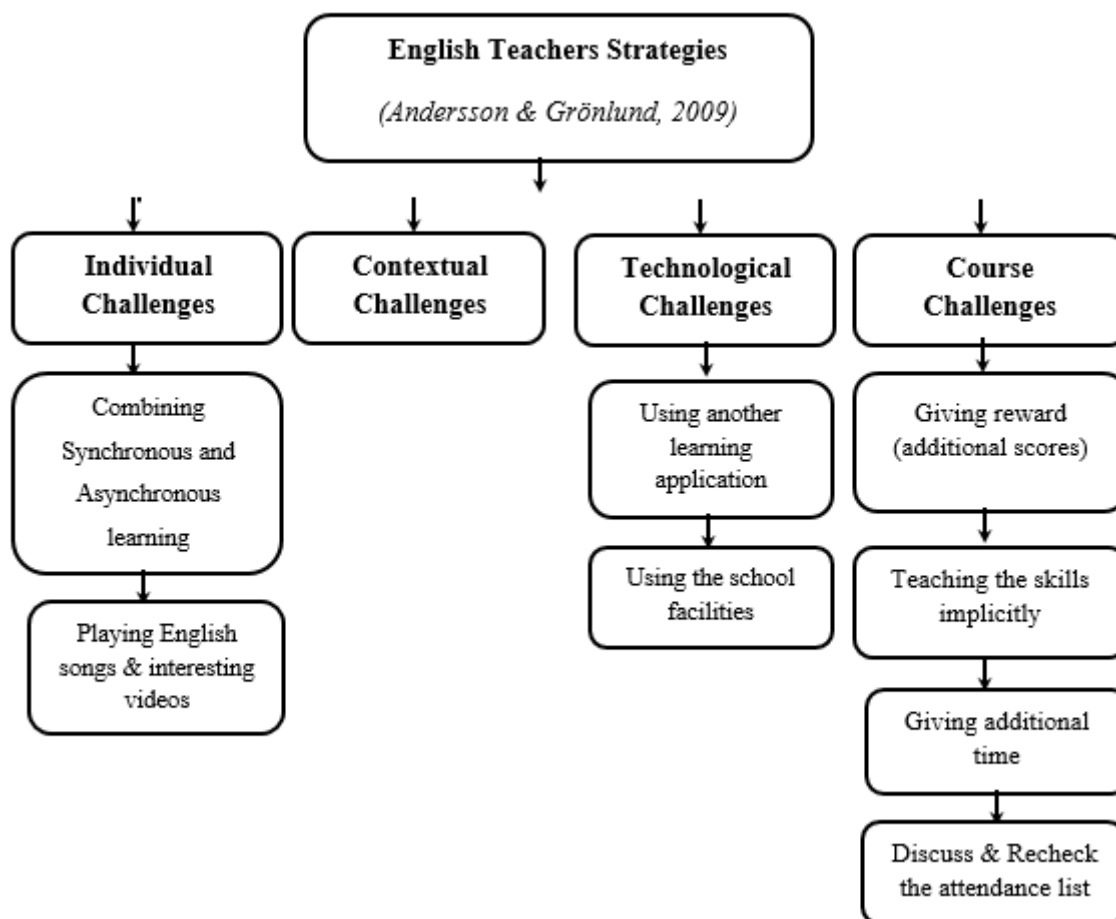 English Teachers Strategies
(Andersson & Grönlund, 2009)
Individual
Challenges
Contextual
Challenges
Technological
Challenges
Course
Challenges
Combining
Synchronous and
Asynchronous
learning
Playing English
songs & interesting
videos
Using another
learning
application
Using the school
facilities
Giving reward
(additional scores)
Teaching the skills
implicitly
Giving additional
time
Discuss & Recheck
the attendance list